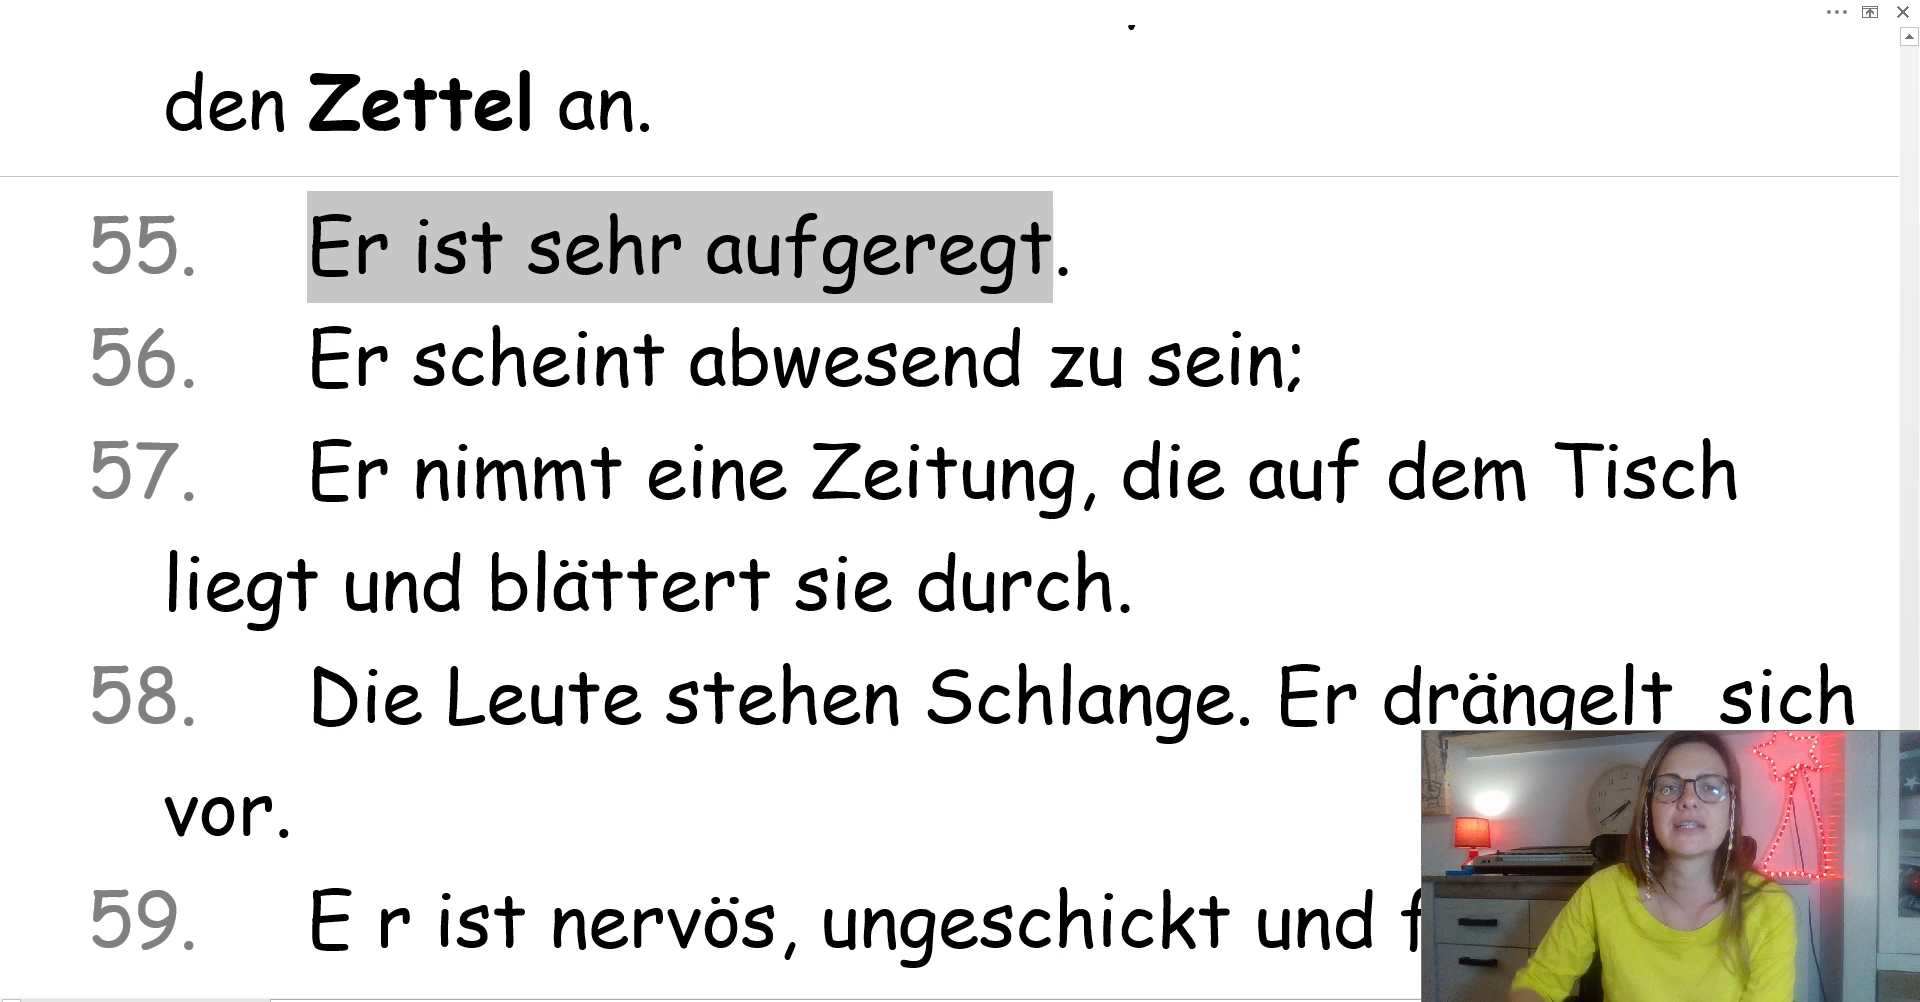 den Zettel an.
55. Er ist sehr aufgeregt.
56. Er scheint abwesend zu sein;
57. Er nimmt eine Zeitung, die auf dem Tisch
liegt und blättert sie durch.
58. Die Leute stehen Schlange. Er drängelt sich
vor.
59. E r ist nervös, ungeschickt und